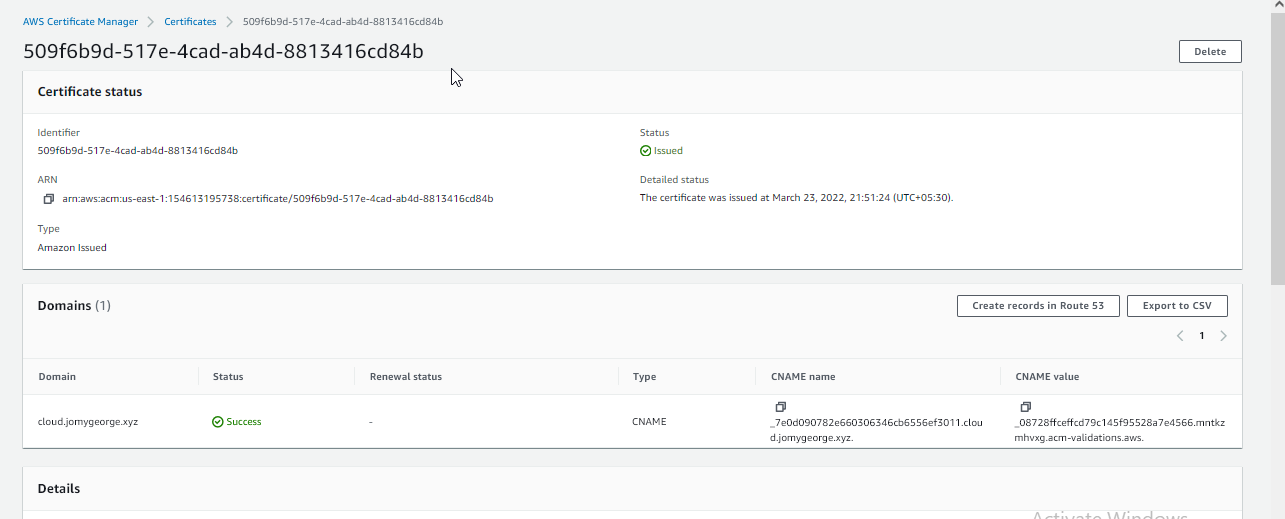 AWS Certificate Manager > Certificates > 509f6b9d-517e-4cad-ab4d-8813416cd84b
509f6b9d-517e-4cad-ab4d-8813416cd84b
Delete
Certificate status
Identifier
509f6b9d-517e-4cad-ab4d-8813416cd84b
Status
Issued
ARN
arn:aws:acm:us-east-1:154613195738:certificate/509f6b9d-517e-4cad-ab4d-8813416cd84b
Detailed status
The certificate was issued at March 23, 2022, 21:51:24 (UTC+05:30).
Type
Amazon Issued
Domains (1)
Create records in Route 53
Export to CSV
1
Domain Status Renewal status Type CNAME name CNAME value
cloud.jomygeorge.xyz Success - CNAME
_7e0d090782e660306346cb6556ef3011.clou
d.jomygeorge.xyz.
_08728ffceffcd79c145f95528a7e4566.mntkz
mhvxg.acm-validations.aws.
Details
Activate Windows